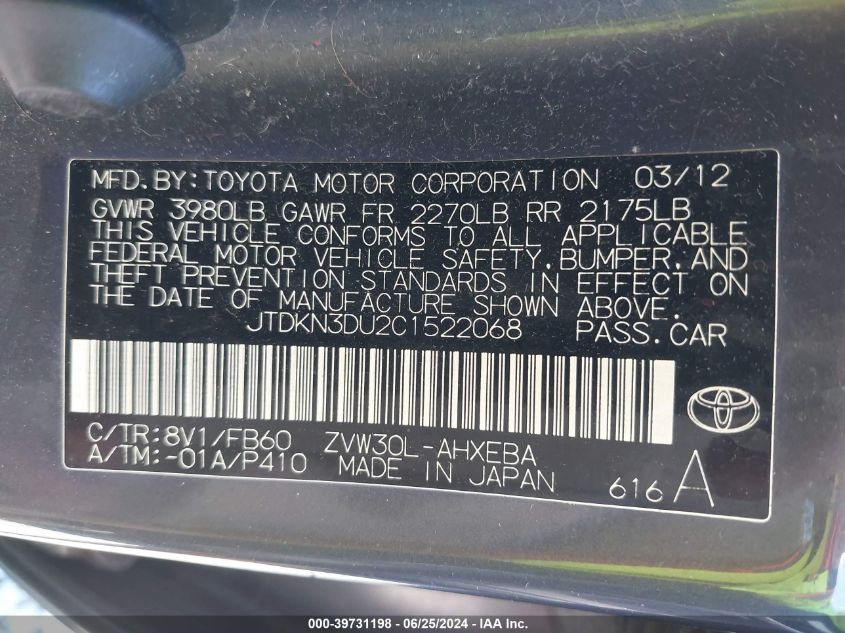 MFD.BY:TOYOTA MOTOR CORPORATION 03/12
GVWR 3980LB GAWR FR 2270LB RR 2175LB
THIS VEHICLE CONFORMS TO ALL APPLICABLE
FEDERAL MOTOR VEHICLE SAFETY,BUMPER,AND
THEFT PREVENTION STANDARDS IN EFFECT ON
THE DATE OF MANUFACTURE SHOWN ABOVE.
JTDKN3DU2C1522068 PASS.CAR
C/TR:8V1/FB60 ZVW30L-AHXEBA
A/TM:-01A/P410 MADE IN JAPAN 616 A
000-39731198 - 06/25/2024 - IAA Inc.